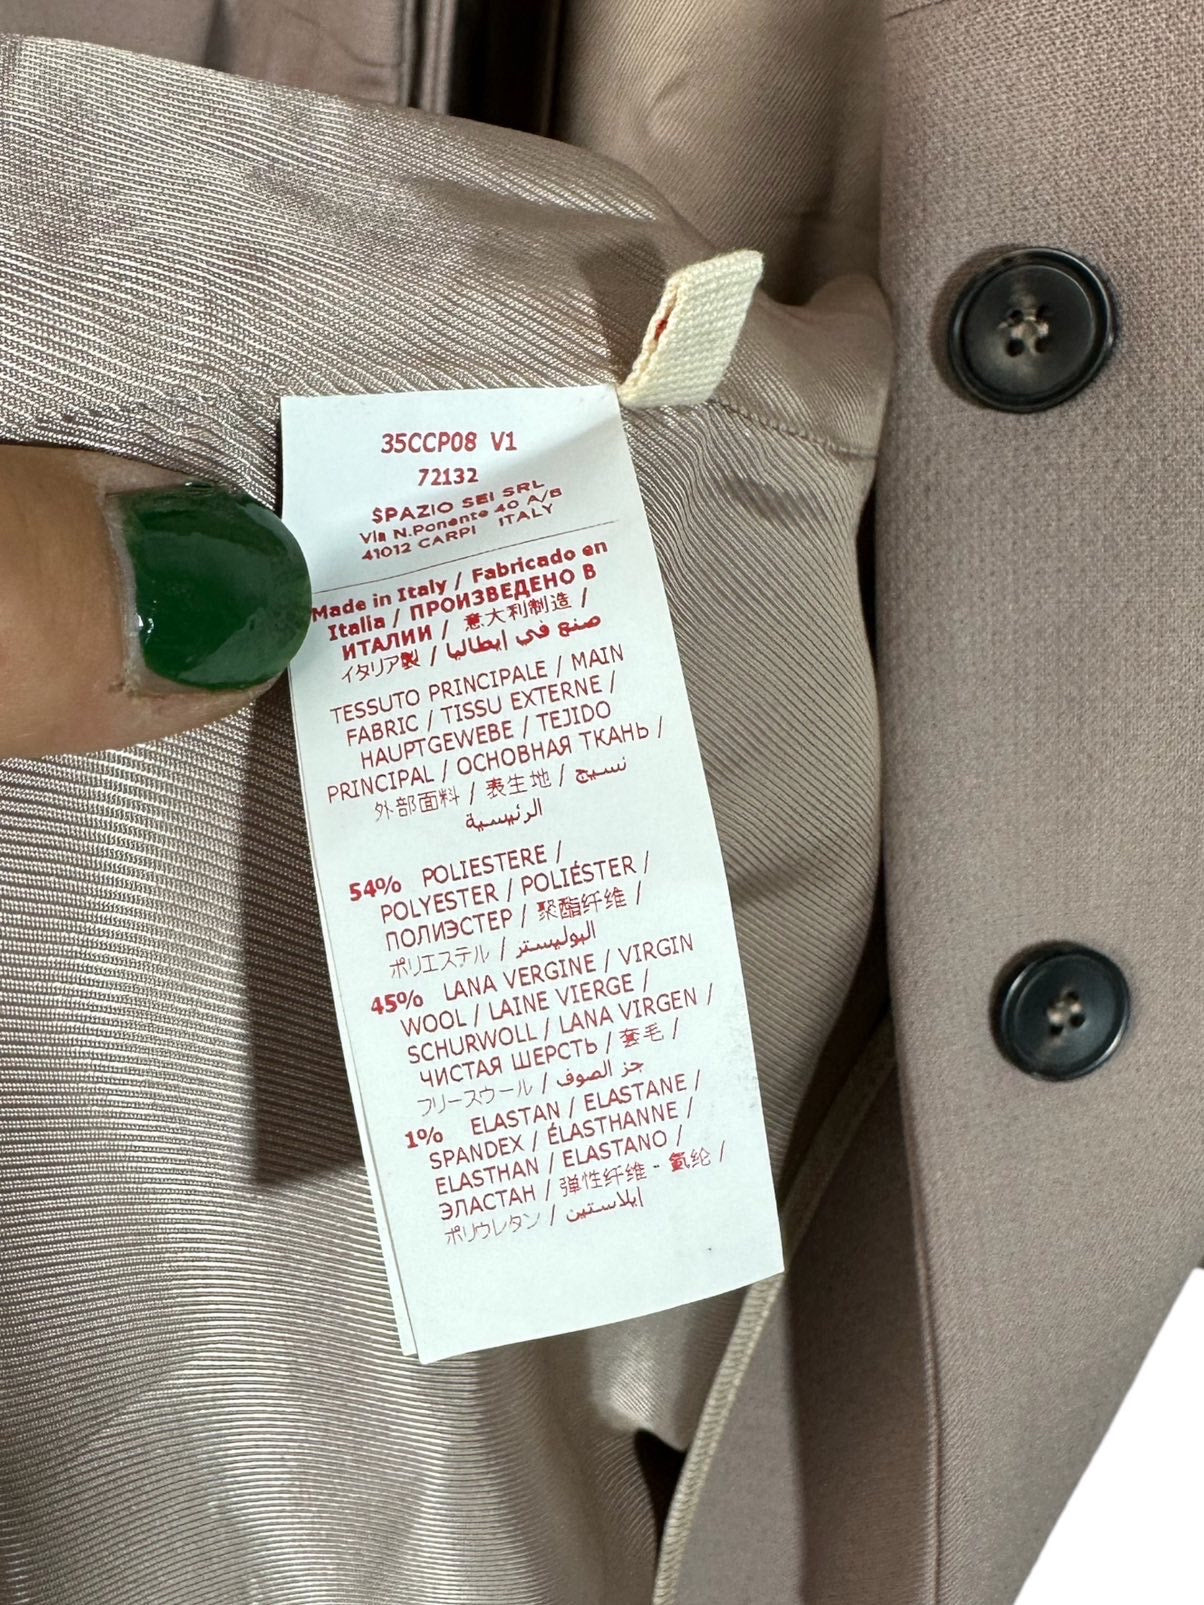 35CCP08 V1
72132
SPAZIO SEI SRL
Via N.Ponente 40 A/B
41012 CARPI ITALY
Made in Italy / Fabricado en
Italia / ПРОИЗВЕДЕНО В
ИТАЛИИ / 意大利制造 /
イタリア製 / صنع في إيطاليا
TESSUTO PRINCIPALE / MAIN
FABRIC / TISSU EXTERNE /
HAUPTGEWEBE / TEJIDO
PRINCIPAL / ОСНОВНАЯ ТКАНЬ /
外部面料 / 表生地 / نسيج
الرئيسية
54% POLIESTERE /
POLYESTER / POLIÉSTER /
ПОЛИЭСТЕР / 聚酯纤维 /
ポリエステル / البوليستر
45% LANA VERGINE / VIRGIN
WOOL / LAINE VIERGE /
SCHURWOLL / LANA VIRGEN /
ЧИСТАЯ ШЕРСТЬ / 套毛 /
フリースウール / جز الصوف
1% ELASTAN / ELASTANE /
SPANDEX / ÉLASTHANNE /
ELASTHAN / ELASTANO /
ЭЛАСТАН / 弹性纤维 - 氨纶 /
ポリウレタン / إيلاستين